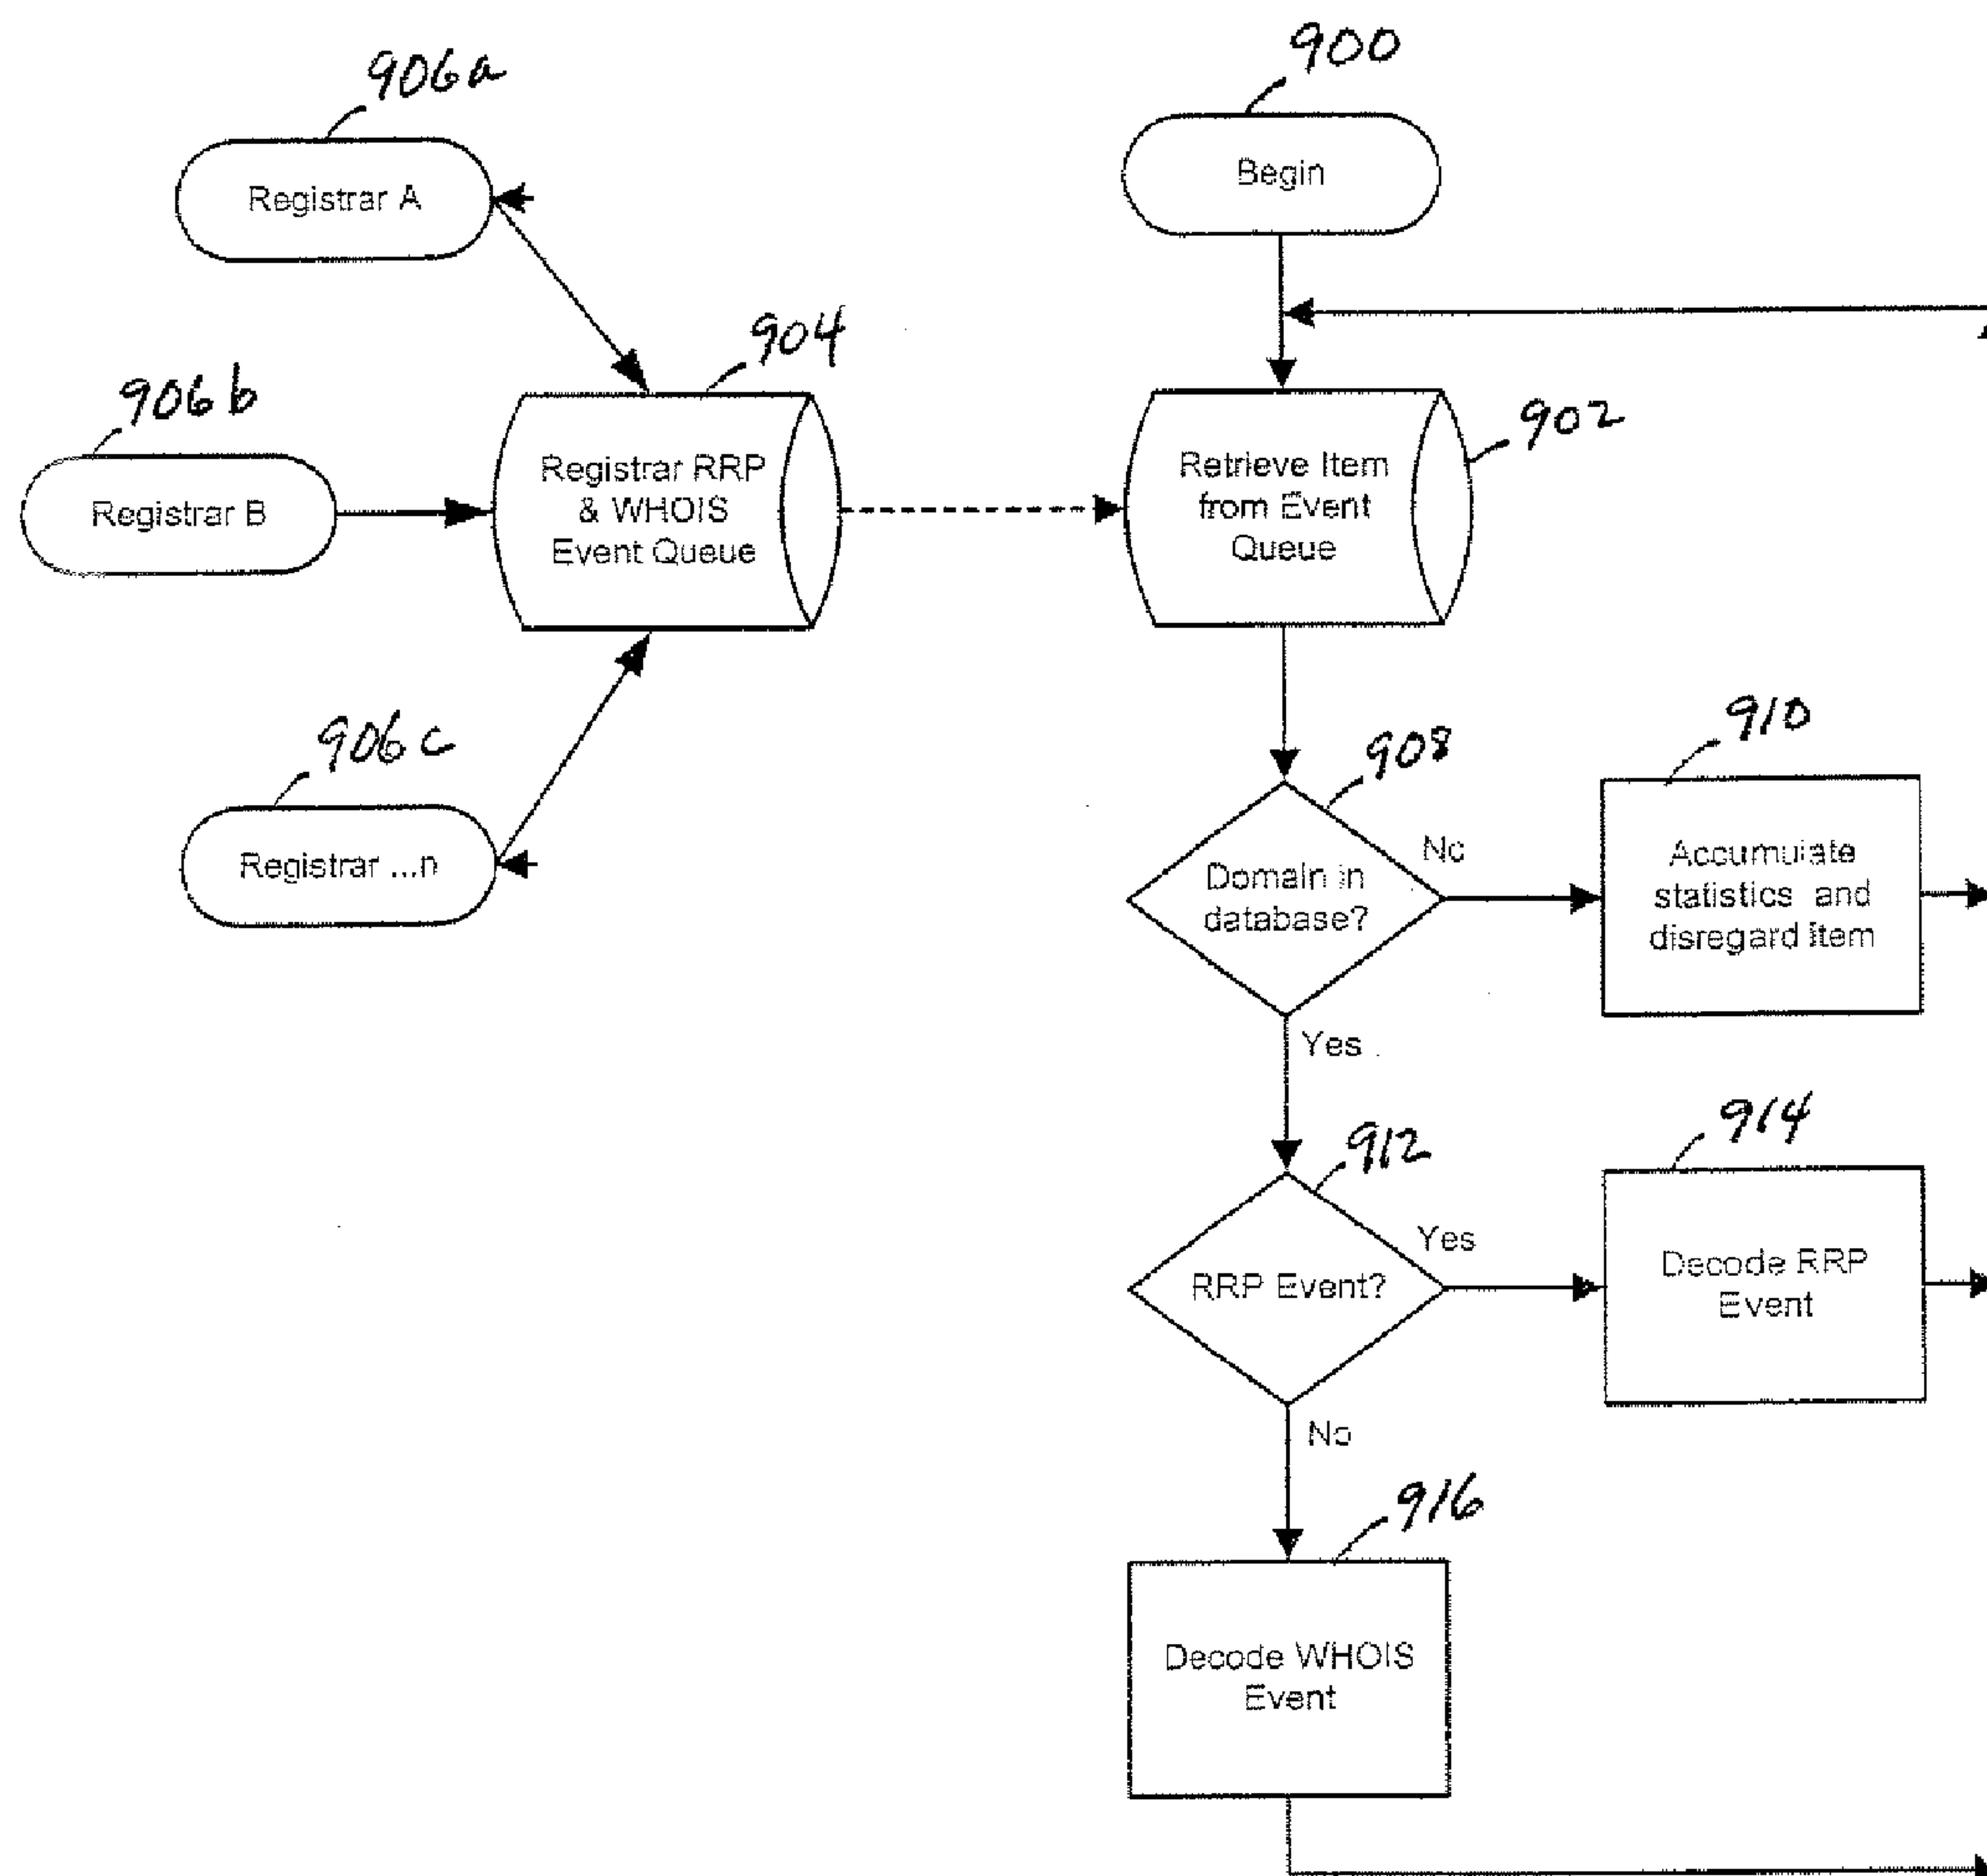 900
906a
Begin
Registrar A
904
906b
902
Registrar RRP
& WHOIS
Event Queue
Retrieve Item
from Event
Queue
Registrar B
910
906c
908
No
Registrar ...n
Domain in
database?
Accumulate
statistics and
disregard item
Yes
914
912
Yes
RRP Event?
Decode RRP
Event
No
916
Decode WHOIS
Event